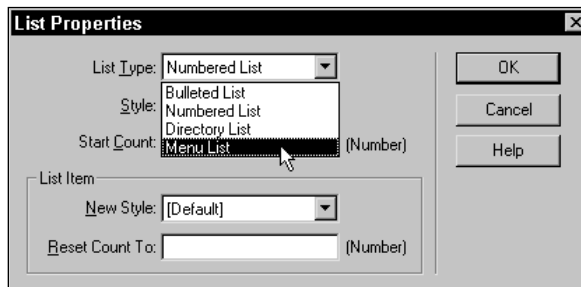 List Properties
List Type: Numbered List
OK
Bulleted List
Style: Numbered List
Cancel
Directory List
Start Count: Menu List (Number)
Help
List Item
New Style: [Default]
Reset Count To: (Number)